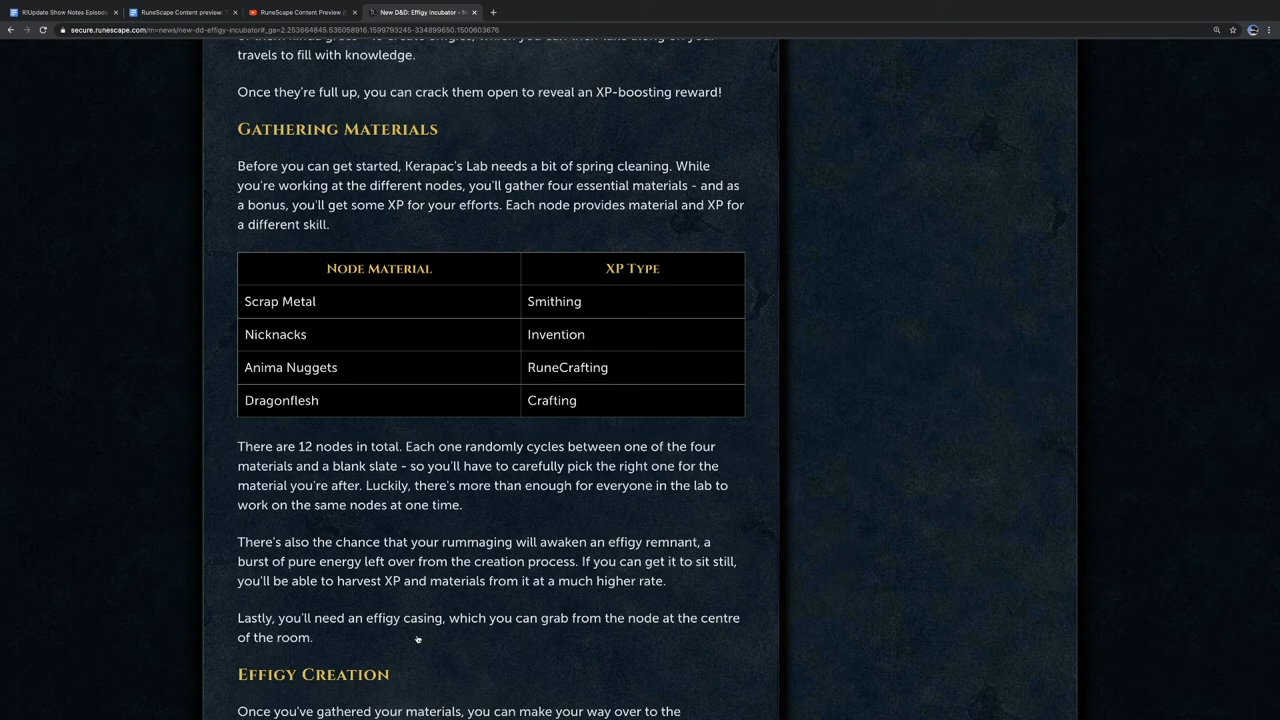 RUpdate Show Notes Episode
RuneScape Content preview: T
RuneScape Content Preview /
New D&D: Effigy Incubator - N
secure.runescape.com/m=news/new-dd-effigy-incubator#_ga=2.253664845.535058916.1599793245-334899650.1500603676
travels to fill with knowledge.
Once they're full up, you can crack them open to reveal an XP-boosting reward!
Gathering Materials
Before you can get started, Kerapac's Lab needs a bit of spring cleaning. While
you're working at the different nodes, you'll gather four essential materials - and as
a bonus, you'll get some XP for your efforts. Each node provides material and XP for
a different skill.
Node Material XP Type
Scrap Metal Smithing
Nicknacks Invention
Anima Nuggets RuneCrafting
Dragonflesh Crafting
There are 12 nodes in total. Each one randomly cycles between one of the four
materials and a blank slate - so you'll have to carefully pick the right one for the
material you're after. Luckily, there's more than enough for everyone in the lab to
work on the same nodes at one time.
There's also the chance that your rummaging will awaken an effigy remnant, a
burst of pure energy left over from the creation process. If you can get it to sit still,
you'll be able to harvest XP and materials from it at a much higher rate.
Lastly, you'll need an effigy casing, which you can grab from the node at the centre
of the room.
Effigy Creation
Once you've gathered your materials, you can make your way over to the